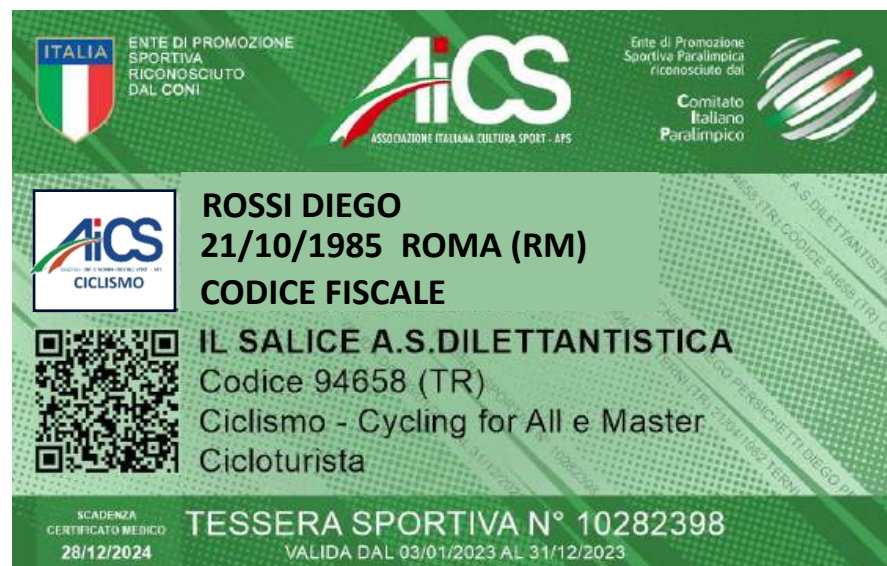 ITALIA
ENTE DI PROMOZIONE
SPORTIVA
RICONOSCIUTO
DAL CONI
AiCS
ASSOCIAZIONE ITALIANA CULTURA SPORT - APS
Ente di Promozione
Sportiva Paralimpica
riconosciuto dal
Comitato
Italiano
Paralimpico
AiCS
CICLISMO
ROSSI DIEGO
21/10/1985 ROMA (RM)
CODICE FISCALE
IL SALICE A.S.DILETTANTISTICA
Codice 94658 (TR)
Ciclismo - Cycling for All e Master
Cicloturista
SCADENZA
CERTIFICATO MEDICO
28/12/2024
TESSERA SPORTIVA N° 10282398
VALIDA DAL 03/01/2023 AL 31/12/2023